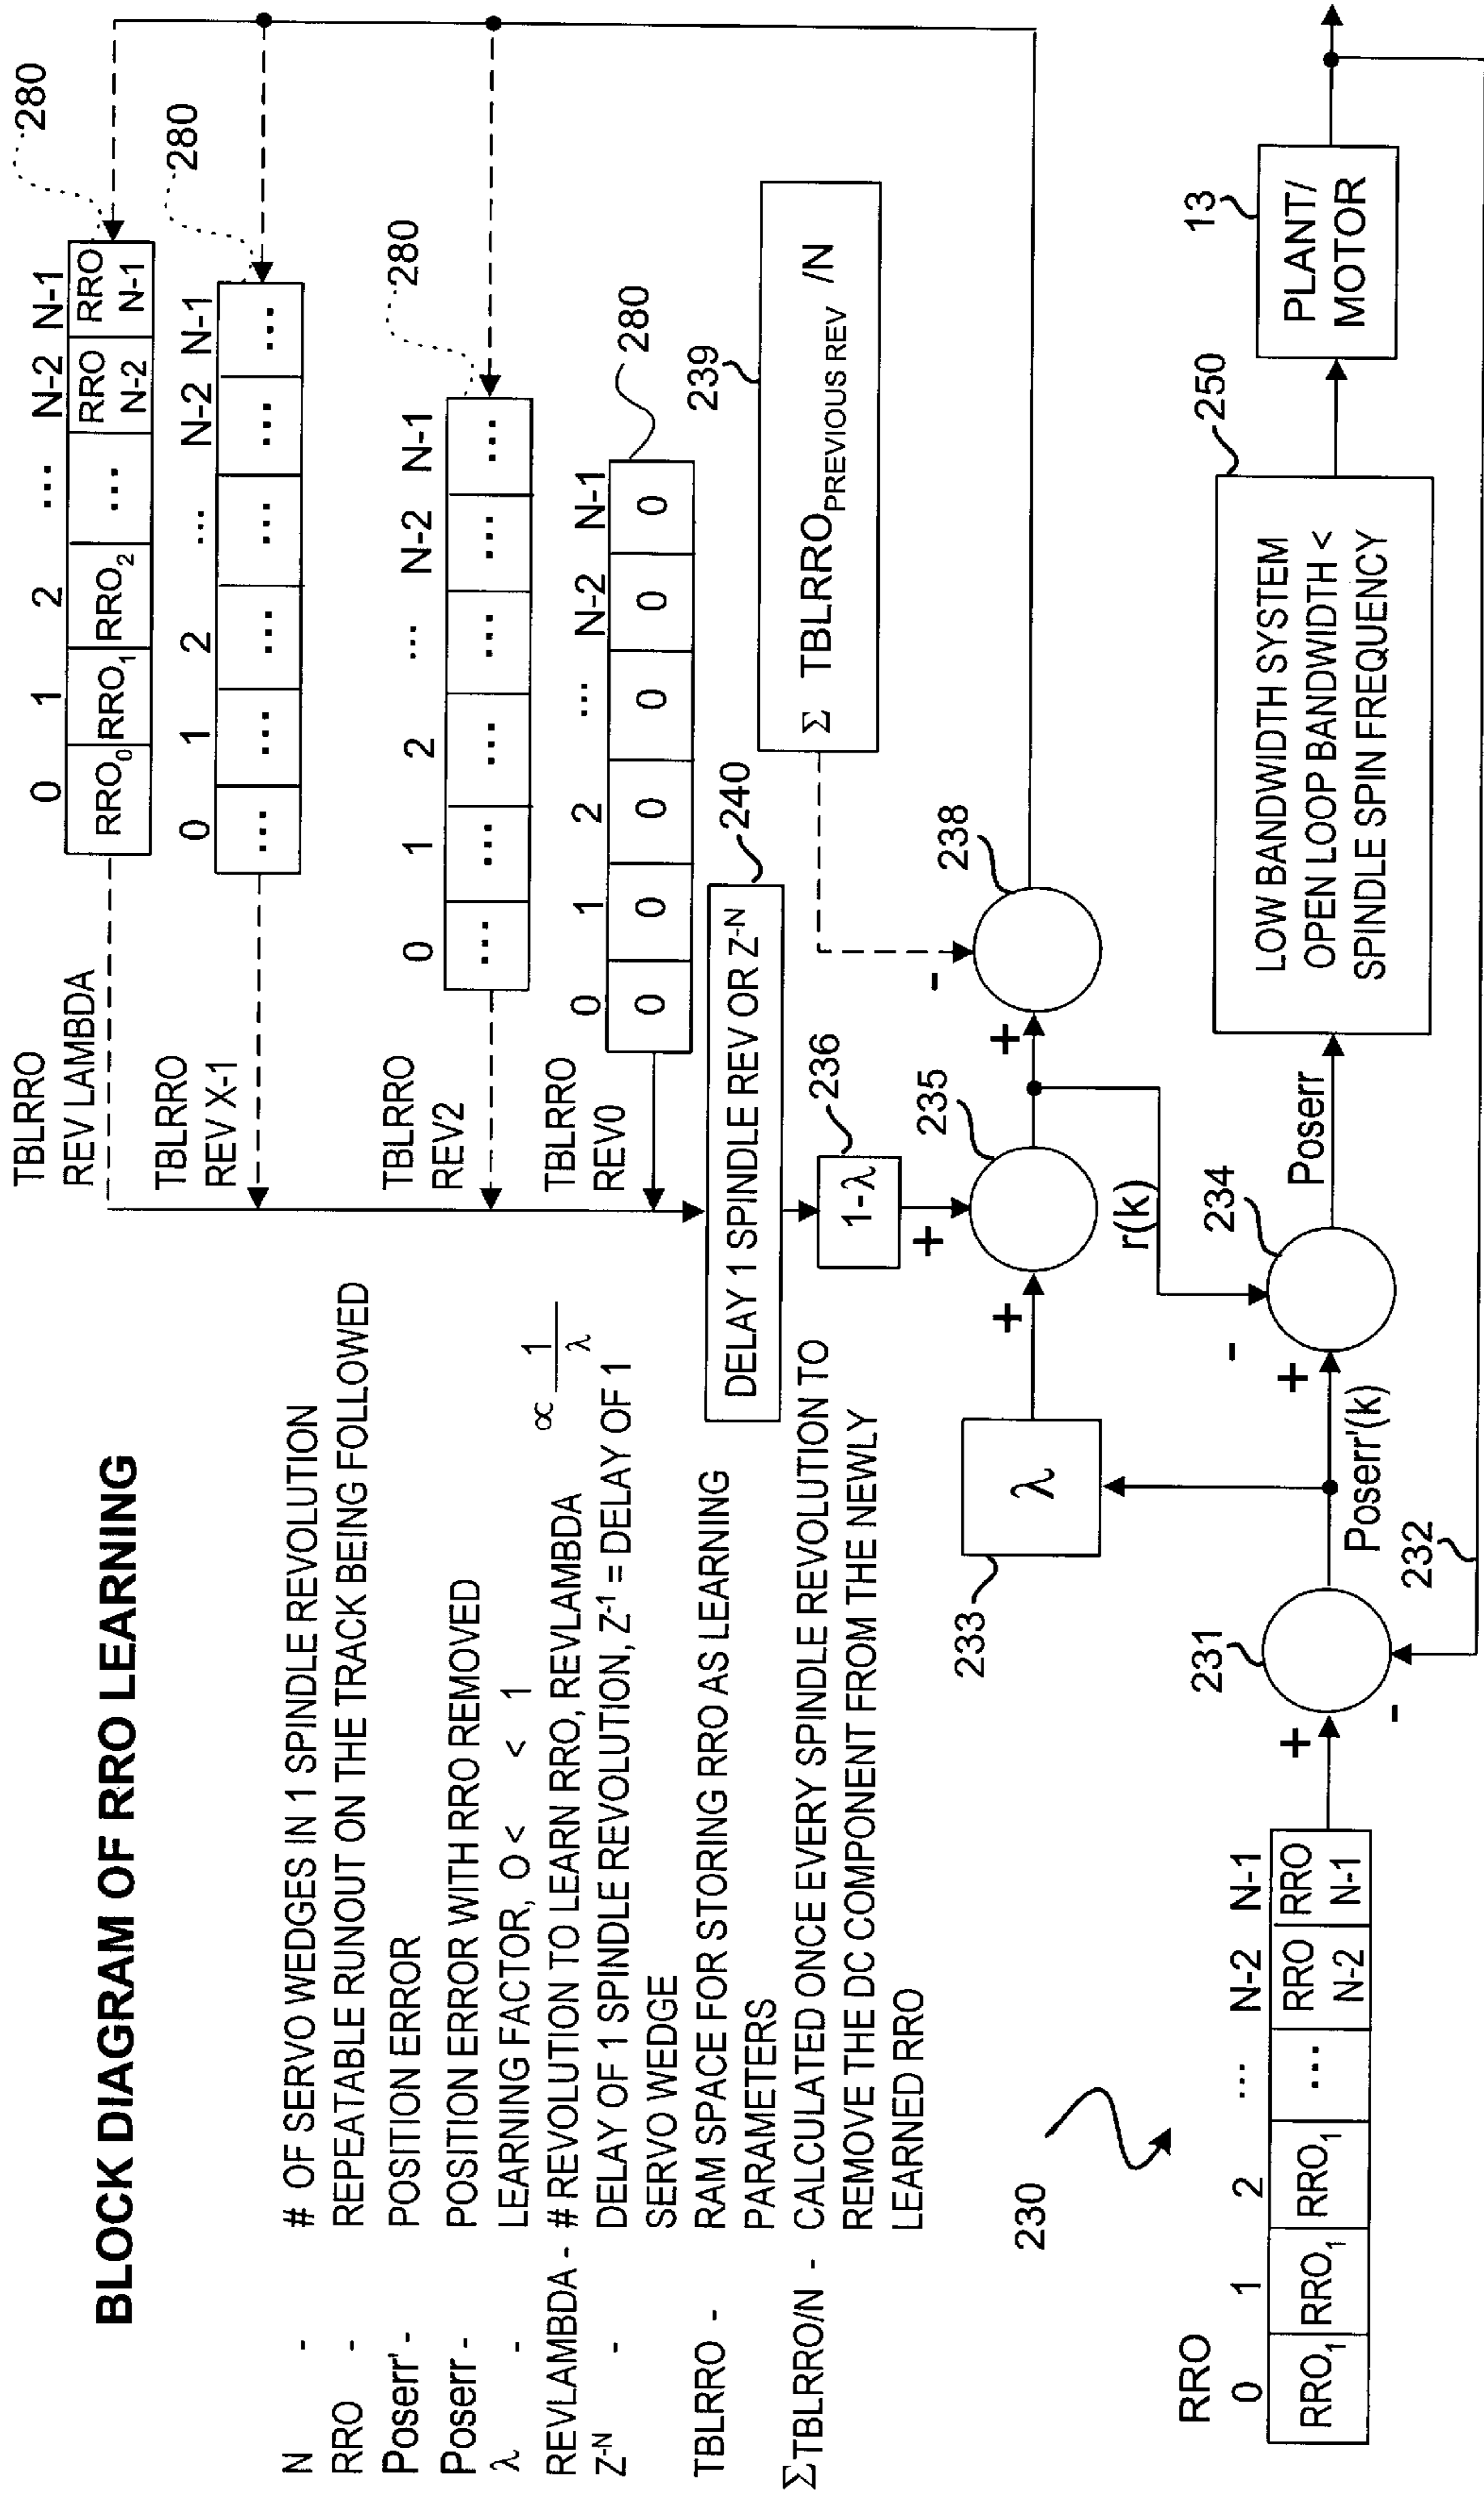 BLOCK DIAGRAM OF RRO LEARNING
N - # OF SERVO WEDGES IN 1 SPINDLE REVOLUTION
RRO - REPEATABLE RUNOUT ON THE TRACK BEING FOLLOWED
Poserr' - POSITION ERROR
Poserr - POSITION ERROR WITH RRO REMOVED
λ - LEARNING FACTOR, O < < 1
REVLAMBDA - # REVOLUTION TO LEARN RRO, REVLAMBDA ∝ 1/λ
Z-N - DELAY OF 1 SPINDLE REVOLUTION, Z-1 = DELAY OF 1
SERVO WEDGE
TBLRRO - RAM SPACE FOR STORING RRO AS LEARNING
PARAMETERS
ΣTBLRRO/N - CALCULATED ONCE EVERY SPINDLE REVOLUTION TO
REMOVE THE DC COMPONENT FROM THE NEWLY
LEARNED RRO
TBLRRO
REV LAMBDA
0 1 2 ... N-2 N-1
RRO0 RRO1 RRO2 ... RRO N-2 RRO N-1
280
TBLRRO
REV X-1
0 1 2 ... N-2 N-1
... ... ... ... ... ...
280
TBLRRO
REV2
0 1 2 ... N-2 N-1
... ... ... ... ... ...
280
TBLRRO
REV0
0 1 2 ... N-2 N-1
0 0 0 0 0 0
280
DELAY 1 SPINDLE REV OR Z-N
240
Σ TBLRROPREVIOUS REV /N
239
1-λ
236
+
235
+
λ
233
r(k)
+
-
238
230
RRO
0 1 2 ... N-2 N-1
RRO1 RRO1 RRO1 ... RRO N-2 RRO N-1
+
-
231
232
Poserr'(k)
+
-
234
Poserr
LOW BANDWIDTH SYSTEM
OPEN LOOP BANDWIDTH <
SPINDLE SPIN FREQUENCY
250
PLANT/
MOTOR
13